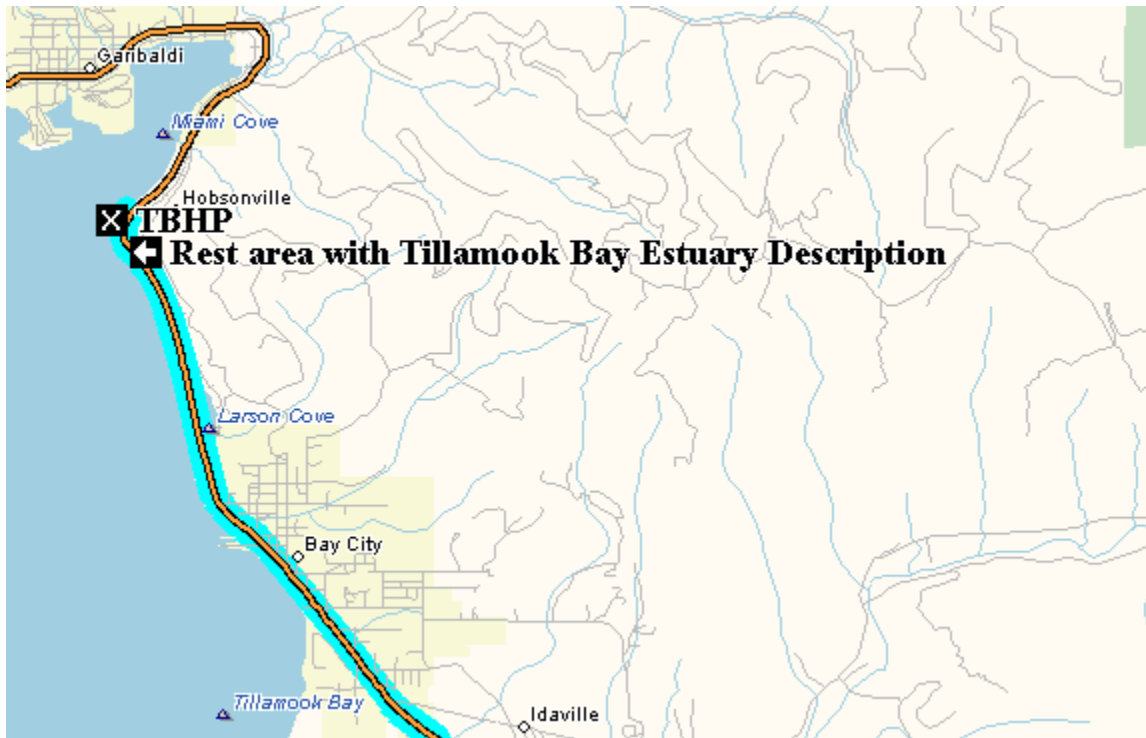 Garibaldi
Miami Cove
Hobsonville
X TBHP
Rest area with Tillamook Bay Estuary Description
Larson Cove
Bay City
Tillamook Bay
Idaville